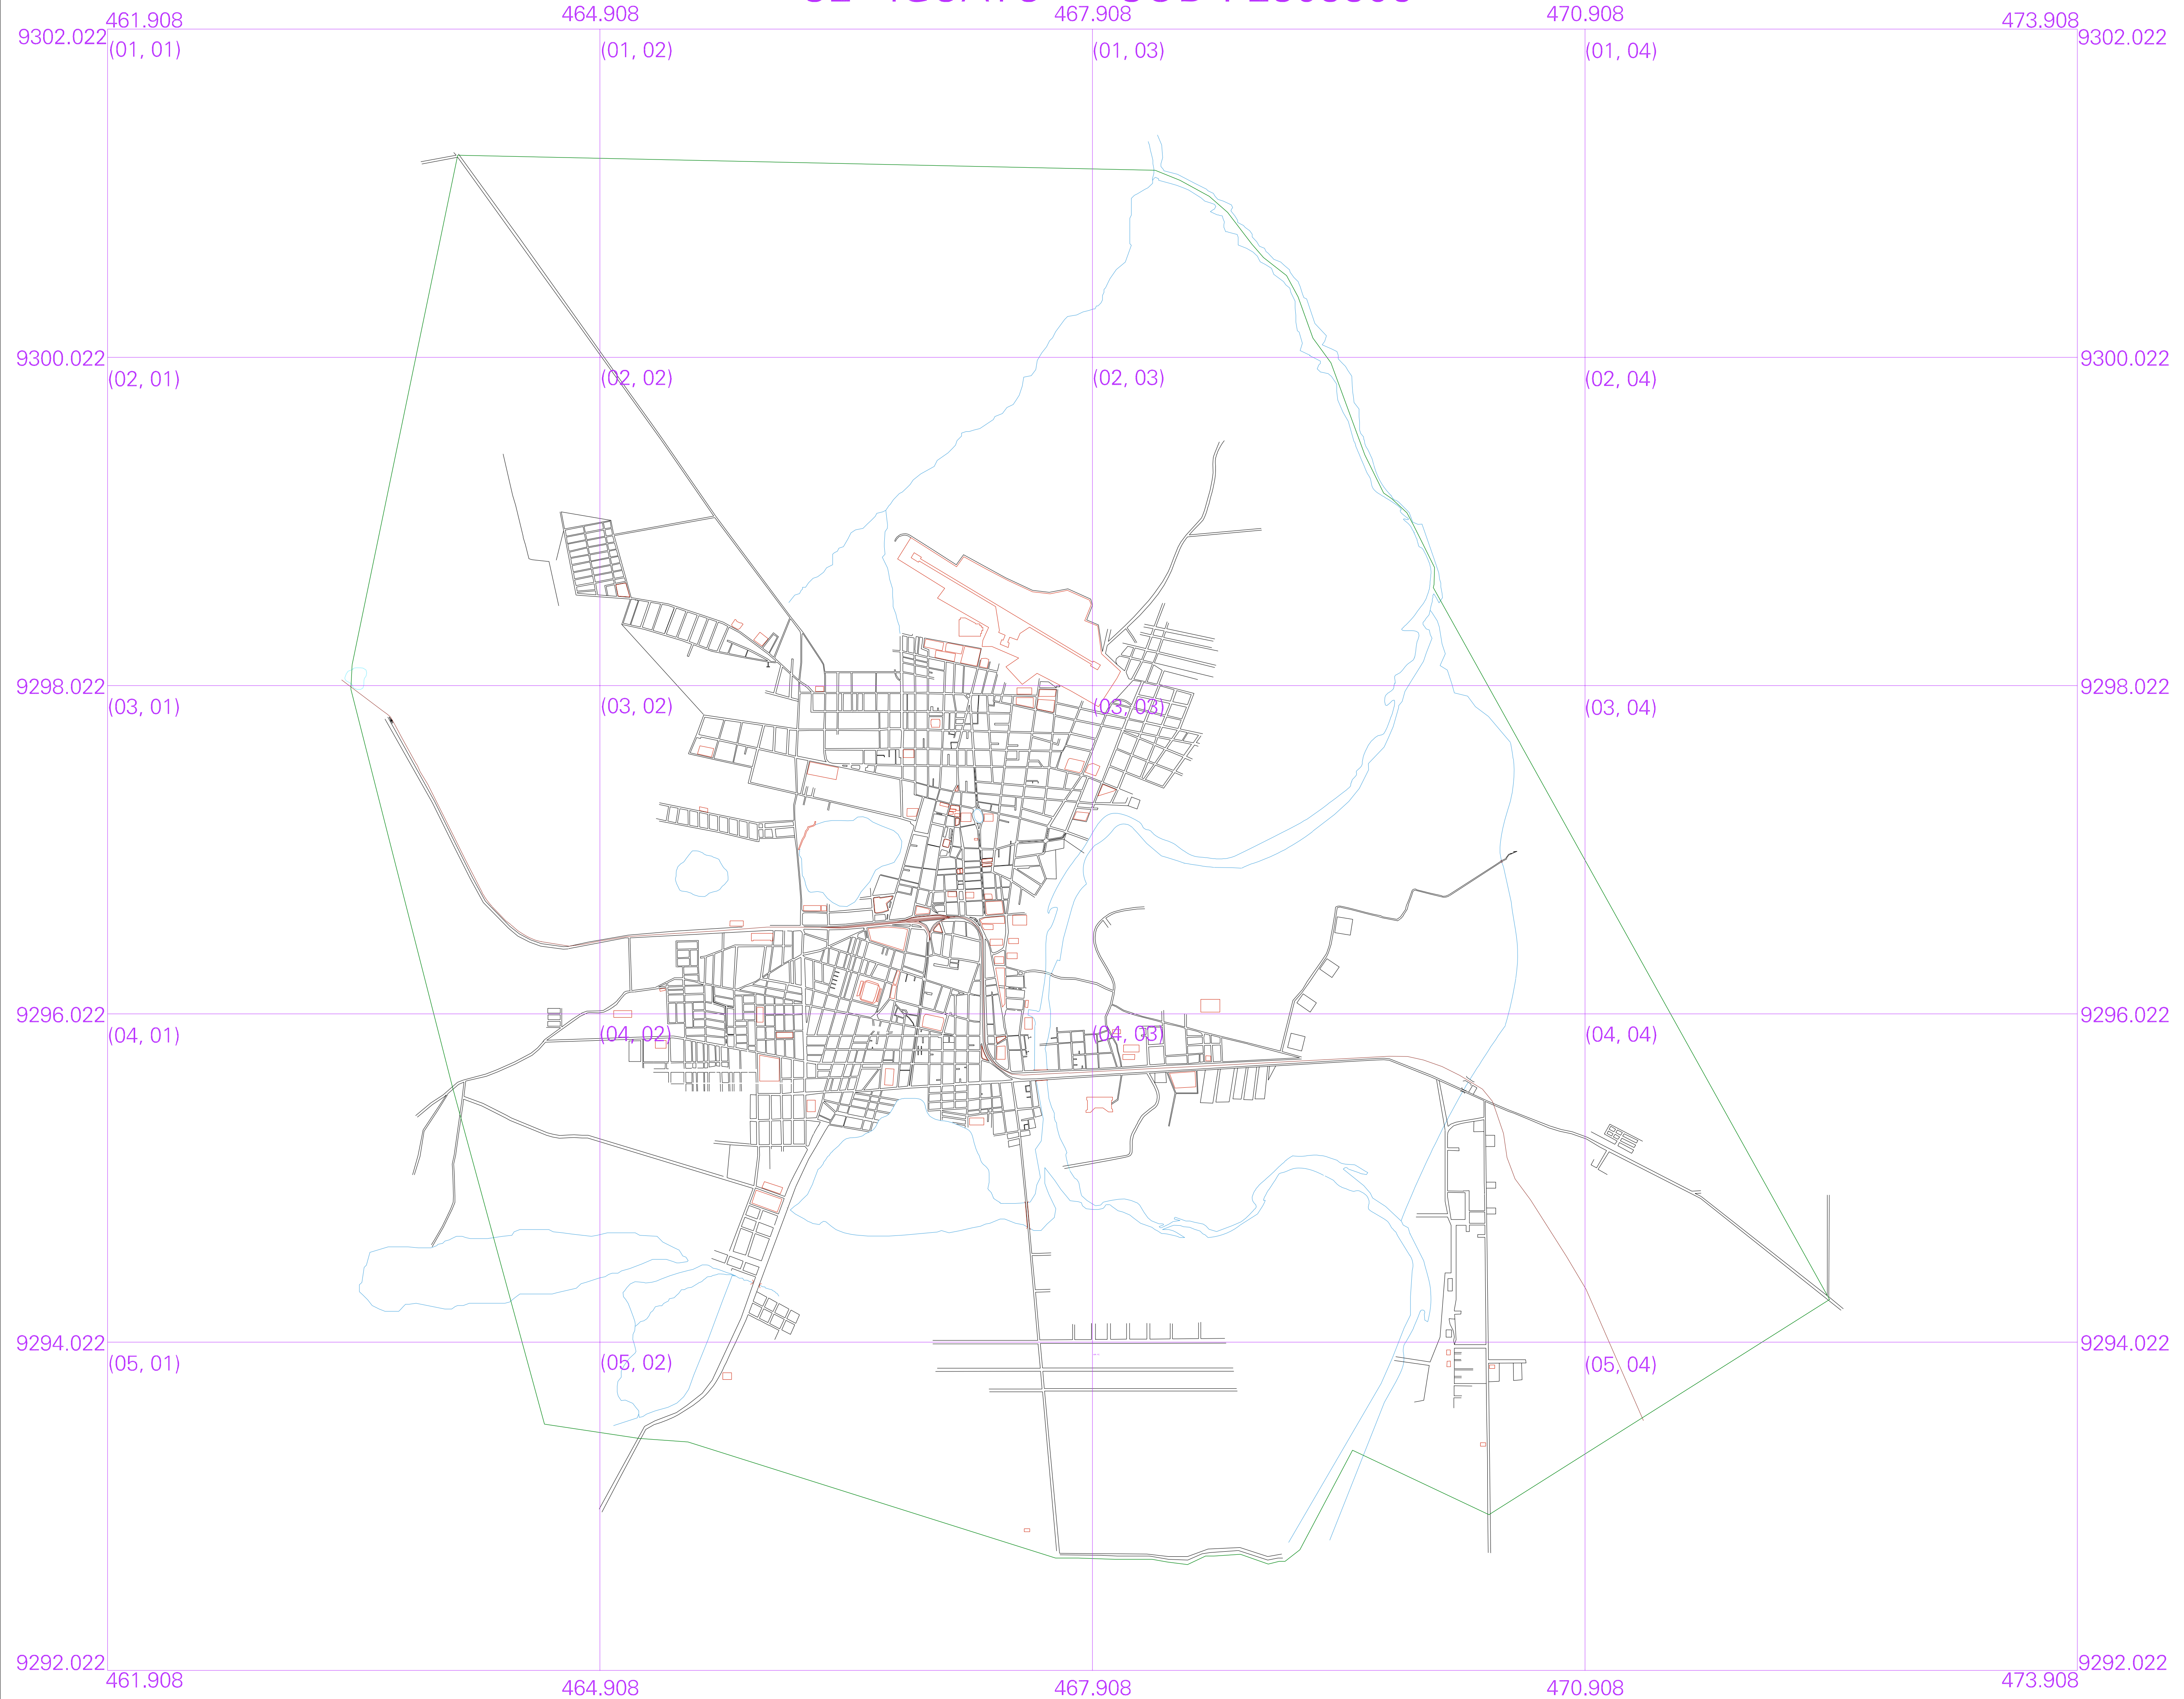 461.908 464.908 467.908 470.908 473.908
9302.022 9302.022
(01, 01) (01, 02) (01, 03) (01, 04)
9300.022 9300.022
(02, 01) (02, 02) (02, 03) (02, 04)
9298.022 9298.022
(03, 01) (03, 02) (03, 03) (03, 04)
9296.022 9296.022
(04, 01) (04, 02) (04, 03) (04, 04)
9294.022 9294.022
(05, 01) (05, 02) (05, 04)
9292.022 9292.022
461.908 464.908 467.908 470.908 473.908